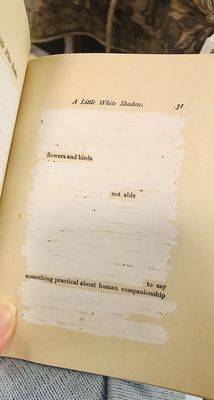 A Little White Shadow. 31
flowers and birds
not able
to say
something practical about human companionship